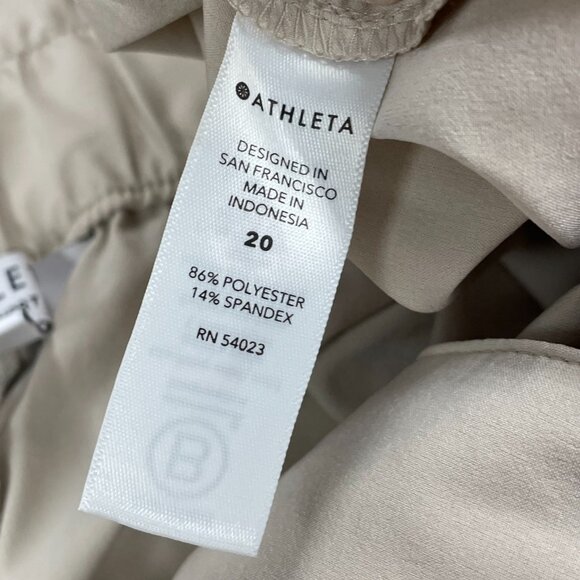 ATHLETA
DESIGNED IN
SAN FRANCISCO
MADE IN
INDONESIA
20
86% POLYESTER
14% SPANDEX
RN 54023
B